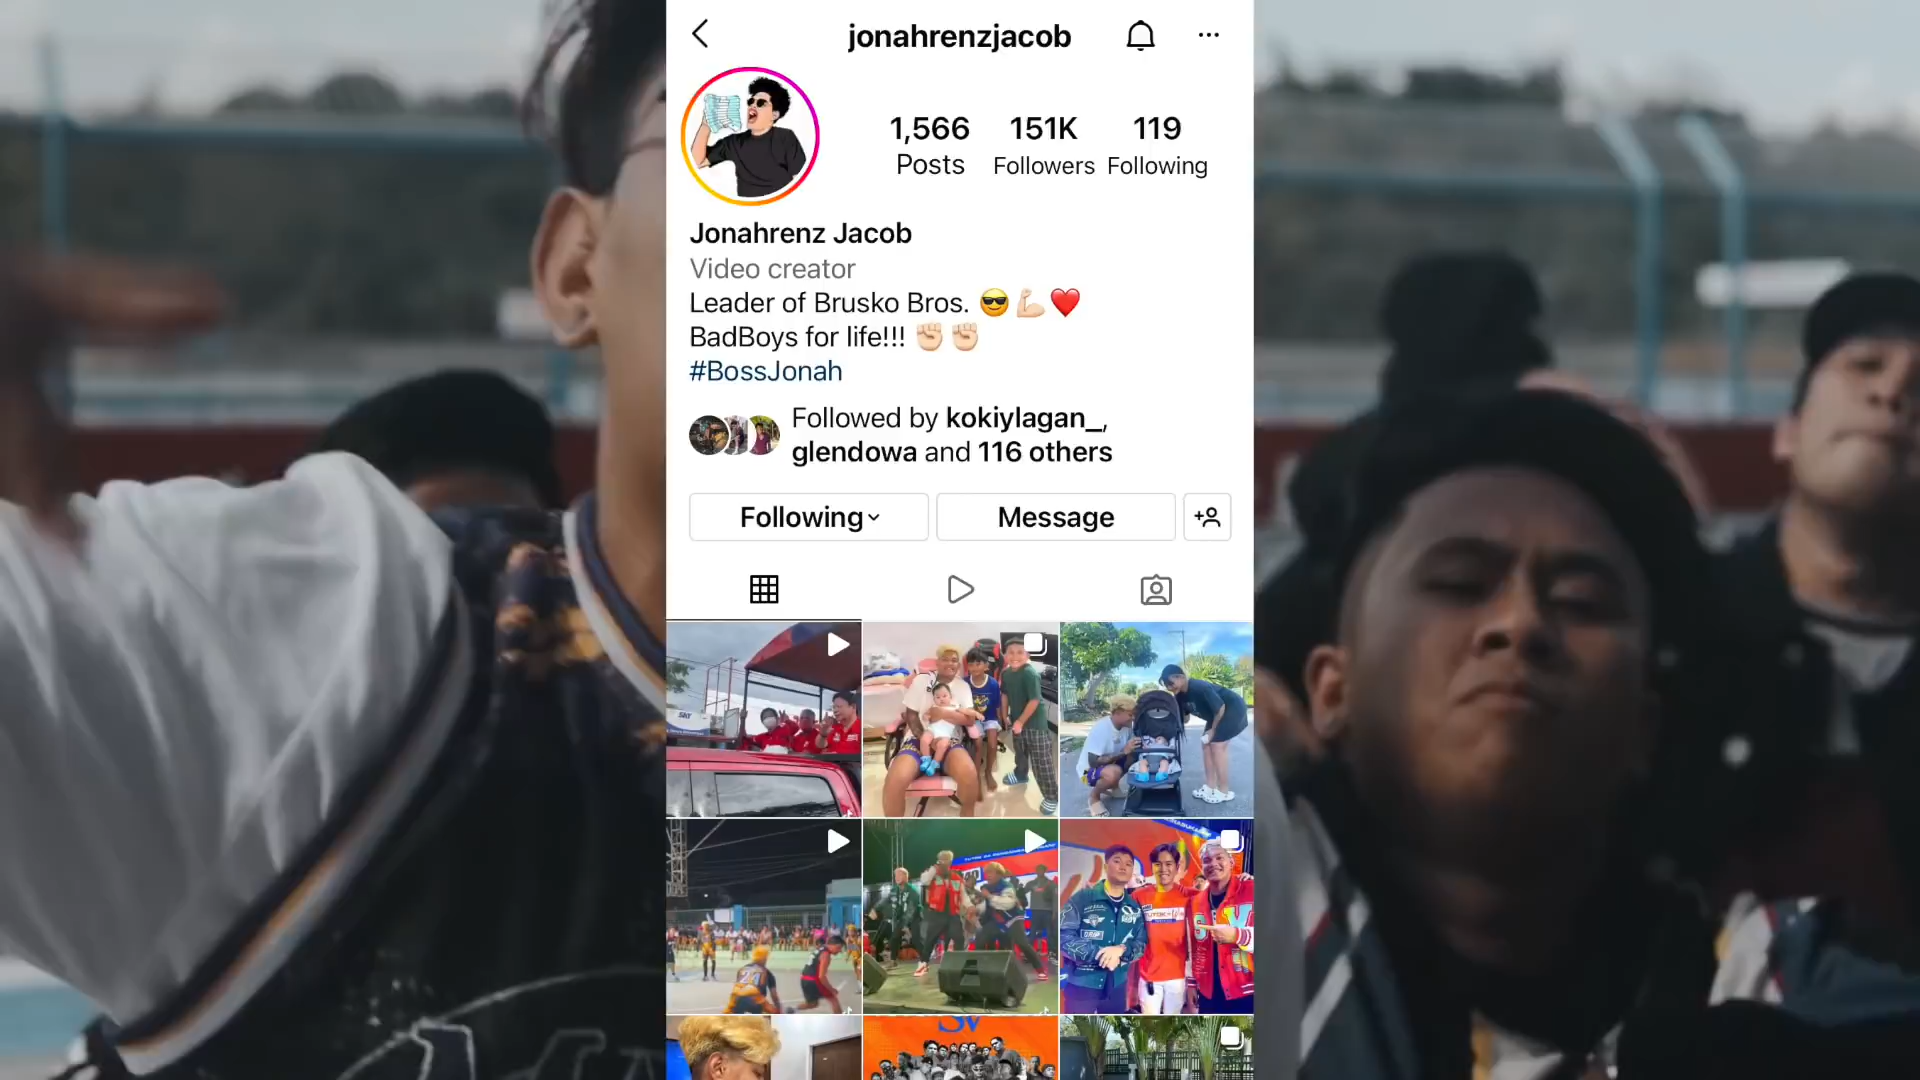 jonahrenzjacob
1,566 151K 119
Posts Followers Following
Jonahrenz Jacob
Video creator
Leader of Brusko Bros. 😎💪🏻❤️
BadBoys for life!!! ✊🏻✊🏻
#BossJonah
Followed by kokiylagan_,
glendowa and 116 others
Following Message
SV